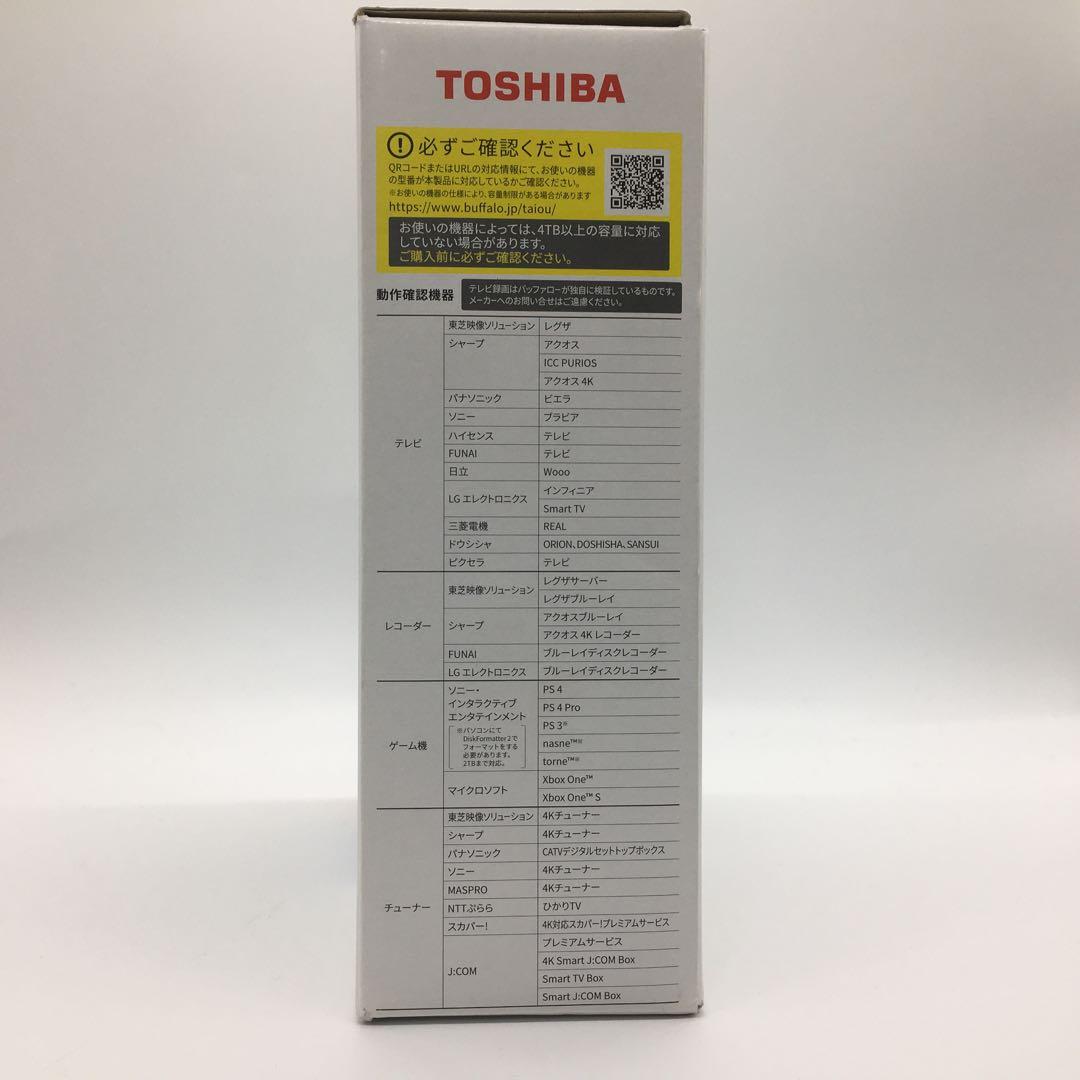 TOSHIBA
必ずご確認ください
QRコードまたはURLの対応情報にて、お使いの機器
の型番が本製品に対応しているかご確認ください。
※お使いの機器の仕様により、容量制限がある場合があります
https://www.buffalo.jp/taiou/
お使いの機器によっては、4TB以上の容量に対応
していない場合があります。
ご購入前に必ずご確認ください。
動作確認機器
テレビ録画はバッファローが独自に検証しているものです。
メーカーへのお問い合せはご遠慮ください。
テレビ
東芝映像ソリューション レグザ
シャープ アクオス
ICC PURIOS
アクオス 4K
パナソニック ビエラ
ソニー ブラビア
ハイセンス テレビ
FUNAI テレビ
日立 Wooo
LG エレクトロニクス インフィニア
Smart TV
三菱電機 REAL
ドウシシャ ORION、DOSHISHA、SANSUI
ピクセラ テレビ
レコーダー
東芝映像ソリューション レグザサーバー
レグザブルーレイ
シャープ アクオスブルーレイ
アクオス 4K レコーダー
FUNAI ブルーレイディスクレコーダー
LG エレクトロニクス ブルーレイディスクレコーダー
ゲーム機
ソニー・
インタラクティブ
エンタテインメント
※パソコンにて
DiskFormatter2で
フォーマットをする
必要があります。
2TBまで対応。
PS 4
PS 4 Pro
PS 3※
nasne™※
torne™※
マイクロソフト Xbox One™
Xbox One™ S
チューナー
東芝映像ソリューション 4Kチューナー
シャープ 4Kチューナー
パナソニック CATVデジタルセットトップボックス
ソニー 4Kチューナー
MASPRO 4Kチューナー
NTTぷらら ひかりTV
スカパー! 4K対応スカパー!プレミアムサービス
J:COM プレミアムサービス
4K Smart J:COM Box
Smart TV Box
Smart J:COM Box